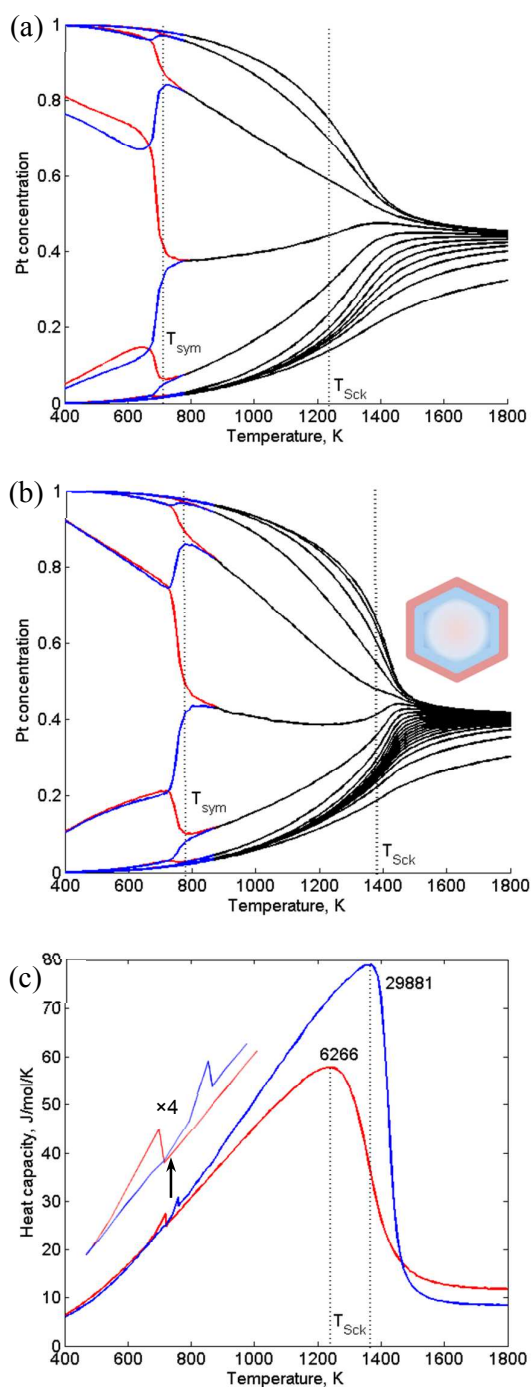 (a)
1
0.8
0.6
0.4
0.2
0
Pt concentration
T_sym
T_Sck
400 600 800 1000 1200 1400 1600 1800
Temperature, K
(b)
1
0.8
0.6
0.4
0.2
0
Pt concentration
T_sym
T_Sck
400 600 800 1000 1200 1400 1600 1800
Temperature, K
(c)
80
70
60
50
40
30
20
10
0
Heat capacity, J/mol/K
29881
6266
×4
T_Sck
400 600 800 1000 1200 1400 1600 1800
Temperature, K